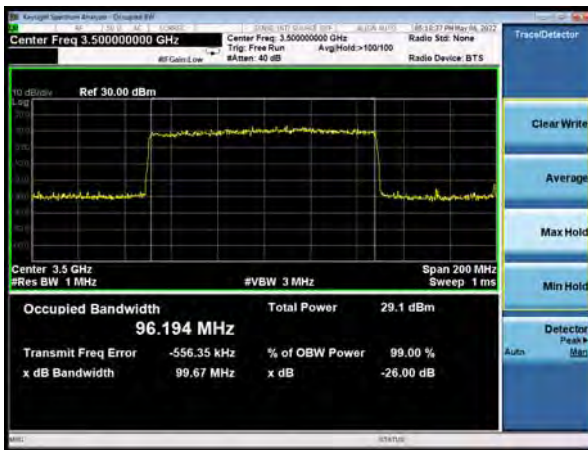 Keysight Spectrum Analyzer - Occupied BW
Center Freq 3.500000000 GHz
Center Freq: 3.500000000 GHz
Radio Std: None
Trig: Free Run
Avg|Hold:>100/100
#IFGain:Low
#Atten: 40 dB
Radio Device: BTS
Trace/Detector
10 dB/div
Ref 30.00 dBm
Log
Clear Write
Average
Max Hold
Min Hold
Center 3.5 GHz
Span 200 MHz
#Res BW 1 MHz
#VBW 3 MHz
Sweep 1 ms
Occupied Bandwidth
Total Power
29.1 dBm
96.194 MHz
Transmit Freq Error
-556.35 kHz
% of OBW Power
99.00 %
x dB Bandwidth
99.67 MHz
x dB
-26.00 dB
Detector
Peak
Auto
Man
MSG
STATUS